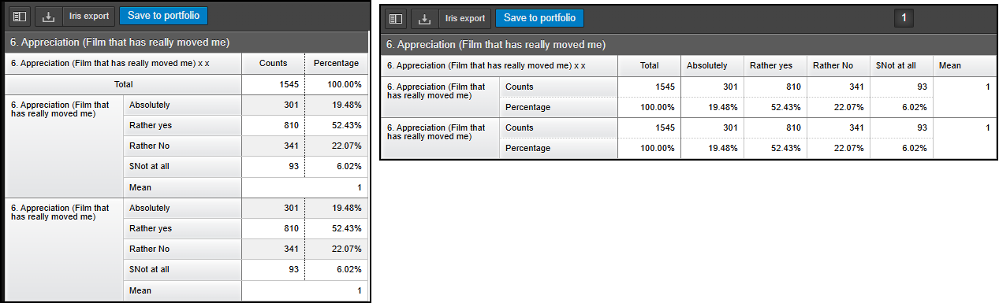 Iris export Save to portfolio
6. Appreciation (Film that has really moved me)
6. Appreciation (Film that has really moved me) x x Counts Percentage
Total 1545 100.00%
6. Appreciation (Film that
has really moved me)
Absolutely 301 19.48%
Rather yes 810 52.43%
Rather No 341 22.07%
$Not at all 93 6.02%
Mean 1
6. Appreciation (Film that
has really moved me)
Absolutely 301 19.48%
Rather yes 810 52.43%
Rather No 341 22.07%
$Not at all 93 6.02%
Mean 1
Iris export Save to portfolio 1
6. Appreciation (Film that has really moved me)
6. Appreciation (Film that has really moved me) x x Total Absolutely Rather yes Rather No $Not at all Mean
6. Appreciation (Film that
has really moved me)
Counts 1545 301 810 341 93 1
Percentage 100.00% 19.48% 52.43% 22.07% 6.02%
6. Appreciation (Film that
has really moved me)
Counts 1545 301 810 341 93 1
Percentage 100.00% 19.48% 52.43% 22.07% 6.02%